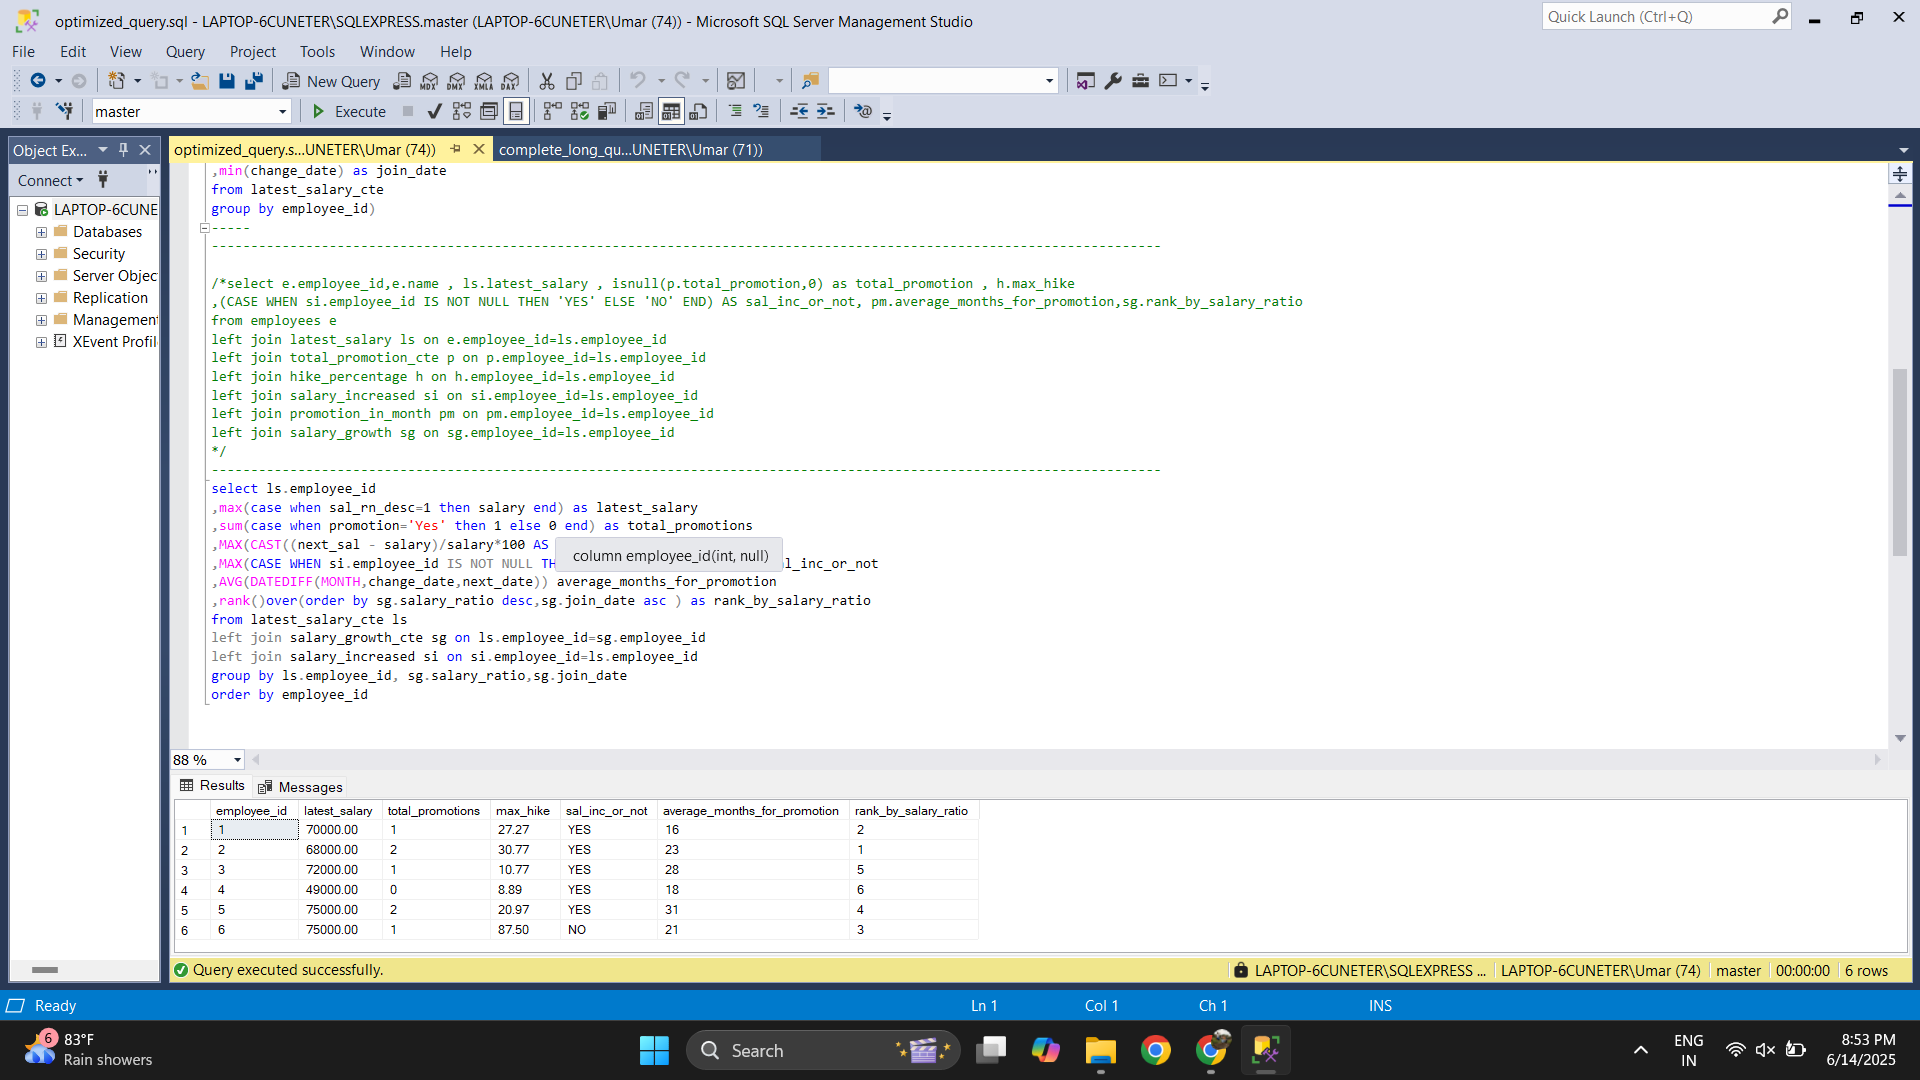 optimized_query.sql - LAPTOP-6CUNETER\SQLEXPRESS.master (LAPTOP-6CUNETER\Umar (74)) - Microsoft SQL Server Management Studio
Quick Launch (Ctrl+Q)
File Edit View Query Project Tools Window Help
New Query MDX DMX XMLA DAX
master Execute
Object Ex...
optimized_query.s...UNETER\Umar (74)) complete_long_qu...UNETER\Umar (71))
Connect
LAPTOP-6CUNE
Databases
Security
Server Objec
Replication
Management
XEvent Profil
,min(change_date) as join_date
from latest_salary_cte
group by employee_id)
-----
--------------------------------------------------------------------------------------------------------------------------
/*select e.employee_id,e.name , ls.latest_salary , isnull(p.total_promotion,0) as total_promotion , h.max_hike
,(CASE WHEN si.employee_id IS NOT NULL THEN 'YES' ELSE 'NO' END) AS sal_inc_or_not, pm.average_months_for_promotion,sg.rank_by_salary_ratio
from employees e
left join latest_salary ls on e.employee_id=ls.employee_id
left join total_promotion_cte p on p.employee_id=ls.employee_id
left join hike_percentage h on h.employee_id=ls.employee_id
left join salary_increased si on si.employee_id=ls.employee_id
left join promotion_in_month pm on pm.employee_id=ls.employee_id
left join salary_growth sg on sg.employee_id=ls.employee_id
*/
--------------------------------------------------------------------------------------------------------------------------
select ls.employee_id
,max(case when sal_rn_desc=1 then salary end) as latest_salary
,sum(case when promotion='Yes' then 1 else 0 end) as total_promotions
,MAX(CAST((next_sal - salary)/salary*100 AS
column employee_id(int, null)
,MAX(CASE WHEN si.employee_id IS NOT NULL TH l_inc_or_not
,AVG(DATEDIFF(MONTH,change_date,next_date)) average_months_for_promotion
,rank()over(order by sg.salary_ratio desc,sg.join_date asc ) as rank_by_salary_ratio
from latest_salary_cte ls
left join salary_growth_cte sg on ls.employee_id=sg.employee_id
left join salary_increased si on si.employee_id=ls.employee_id
group by ls.employee_id, sg.salary_ratio,sg.join_date
order by employee_id
88 %
Results Messages
employee_id latest_salary total_promotions max_hike sal_inc_or_not average_months_for_promotion rank_by_salary_ratio
1 1 70000.00 1 27.27 YES 16 2
2 2 68000.00 2 30.77 YES 23 1
3 3 72000.00 1 10.77 YES 28 5
4 4 49000.00 0 8.89 YES 18 6
5 5 75000.00 2 20.97 YES 31 4
6 6 75000.00 1 87.50 NO 21 3
Query executed successfully.
LAPTOP-6CUNETER\SQLEXPRESS ... LAPTOP-6CUNETER\Umar (74) master 00:00:00 6 rows
Ready Ln 1 Col 1 Ch 1 INS
6
83°F
Rain showers
Search
ENG
IN
8:53 PM
6/14/2025